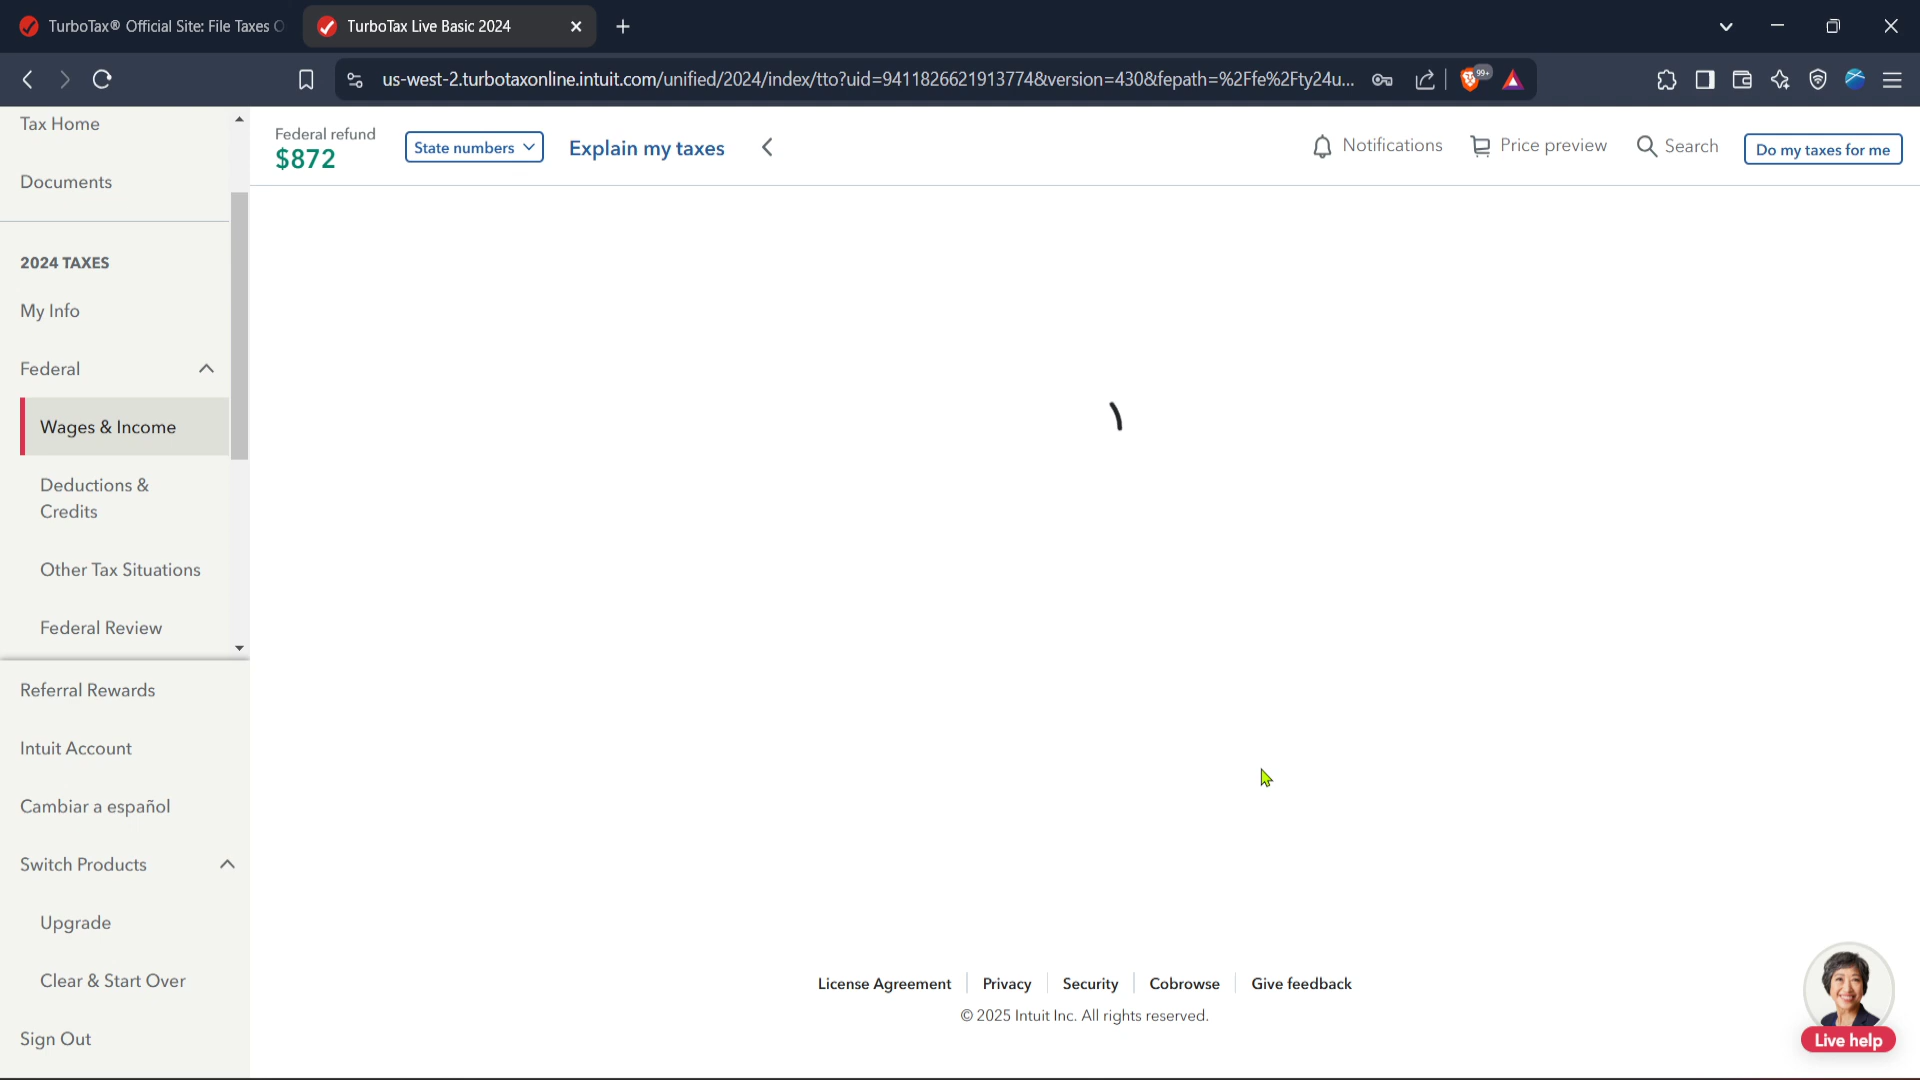 TurboTax® Official Site: File Taxes O
TurboTax Live Basic 2024
us-west-2.turbotaxonline.intuit.com/unified/2024/index/tto?uid=9411826621913774&version=430&fepath=%2Ffe%2Fty24u...
99+
Tax Home
Documents
2024 TAXES
My Info
Federal
Wages & Income
Deductions &
Credits
Other Tax Situations
Federal Review
Referral Rewards
Intuit Account
Cambiar a español
Switch Products
Upgrade
Clear & Start Over
Sign Out
Federal refund
$872
State numbers
Explain my taxes
Notifications
Price preview
Search
Do my taxes for me
License Agreement
Privacy
Security
Cobrowse
Give feedback
© 2025 Intuit Inc. All rights reserved.
Live help